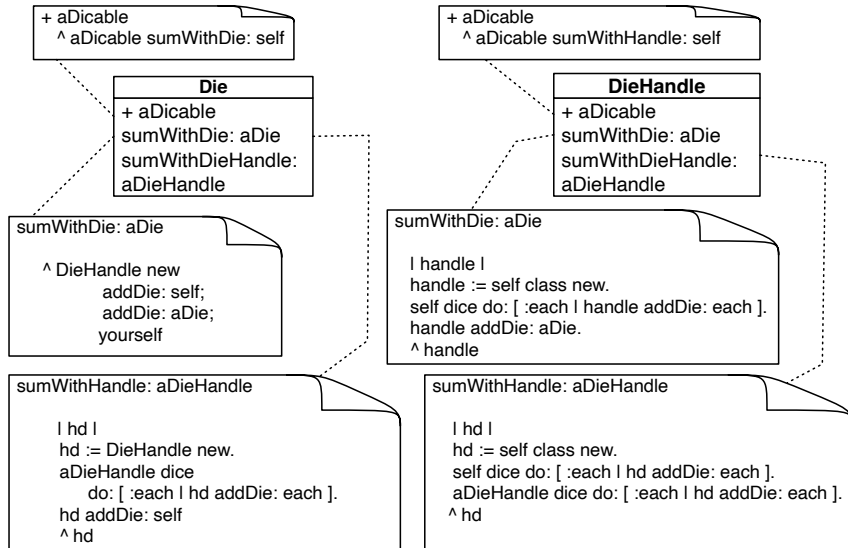 + aDicable
^ aDicable sumWithDie: self
Die
+ aDicable
sumWithDie: aDie
sumWithDieHandle:
aDieHandle
sumWithDie: aDie
^ DieHandle new
addDie: self;
addDie: aDie;
yourself
sumWithHandle: aDieHandle
| hd |
hd := DieHandle new.
aDieHandle dice
do: [ :each | hd addDie: each ].
hd addDie: self
^ hd
+ aDicable
^ aDicable sumWithHandle: self
DieHandle
+ aDicable
sumWithDie: aDie
sumWithDieHandle:
aDieHandle
sumWithDie: aDie
| handle |
handle := self class new.
self dice do: [ :each | handle addDie: each ].
handle addDie: aDie.
^ handle
sumWithHandle: aDieHandle
| hd |
hd := self class new.
self dice do: [ :each | hd addDie: each ].
aDieHandle dice do: [ :each | hd addDie: each ].
^ hd